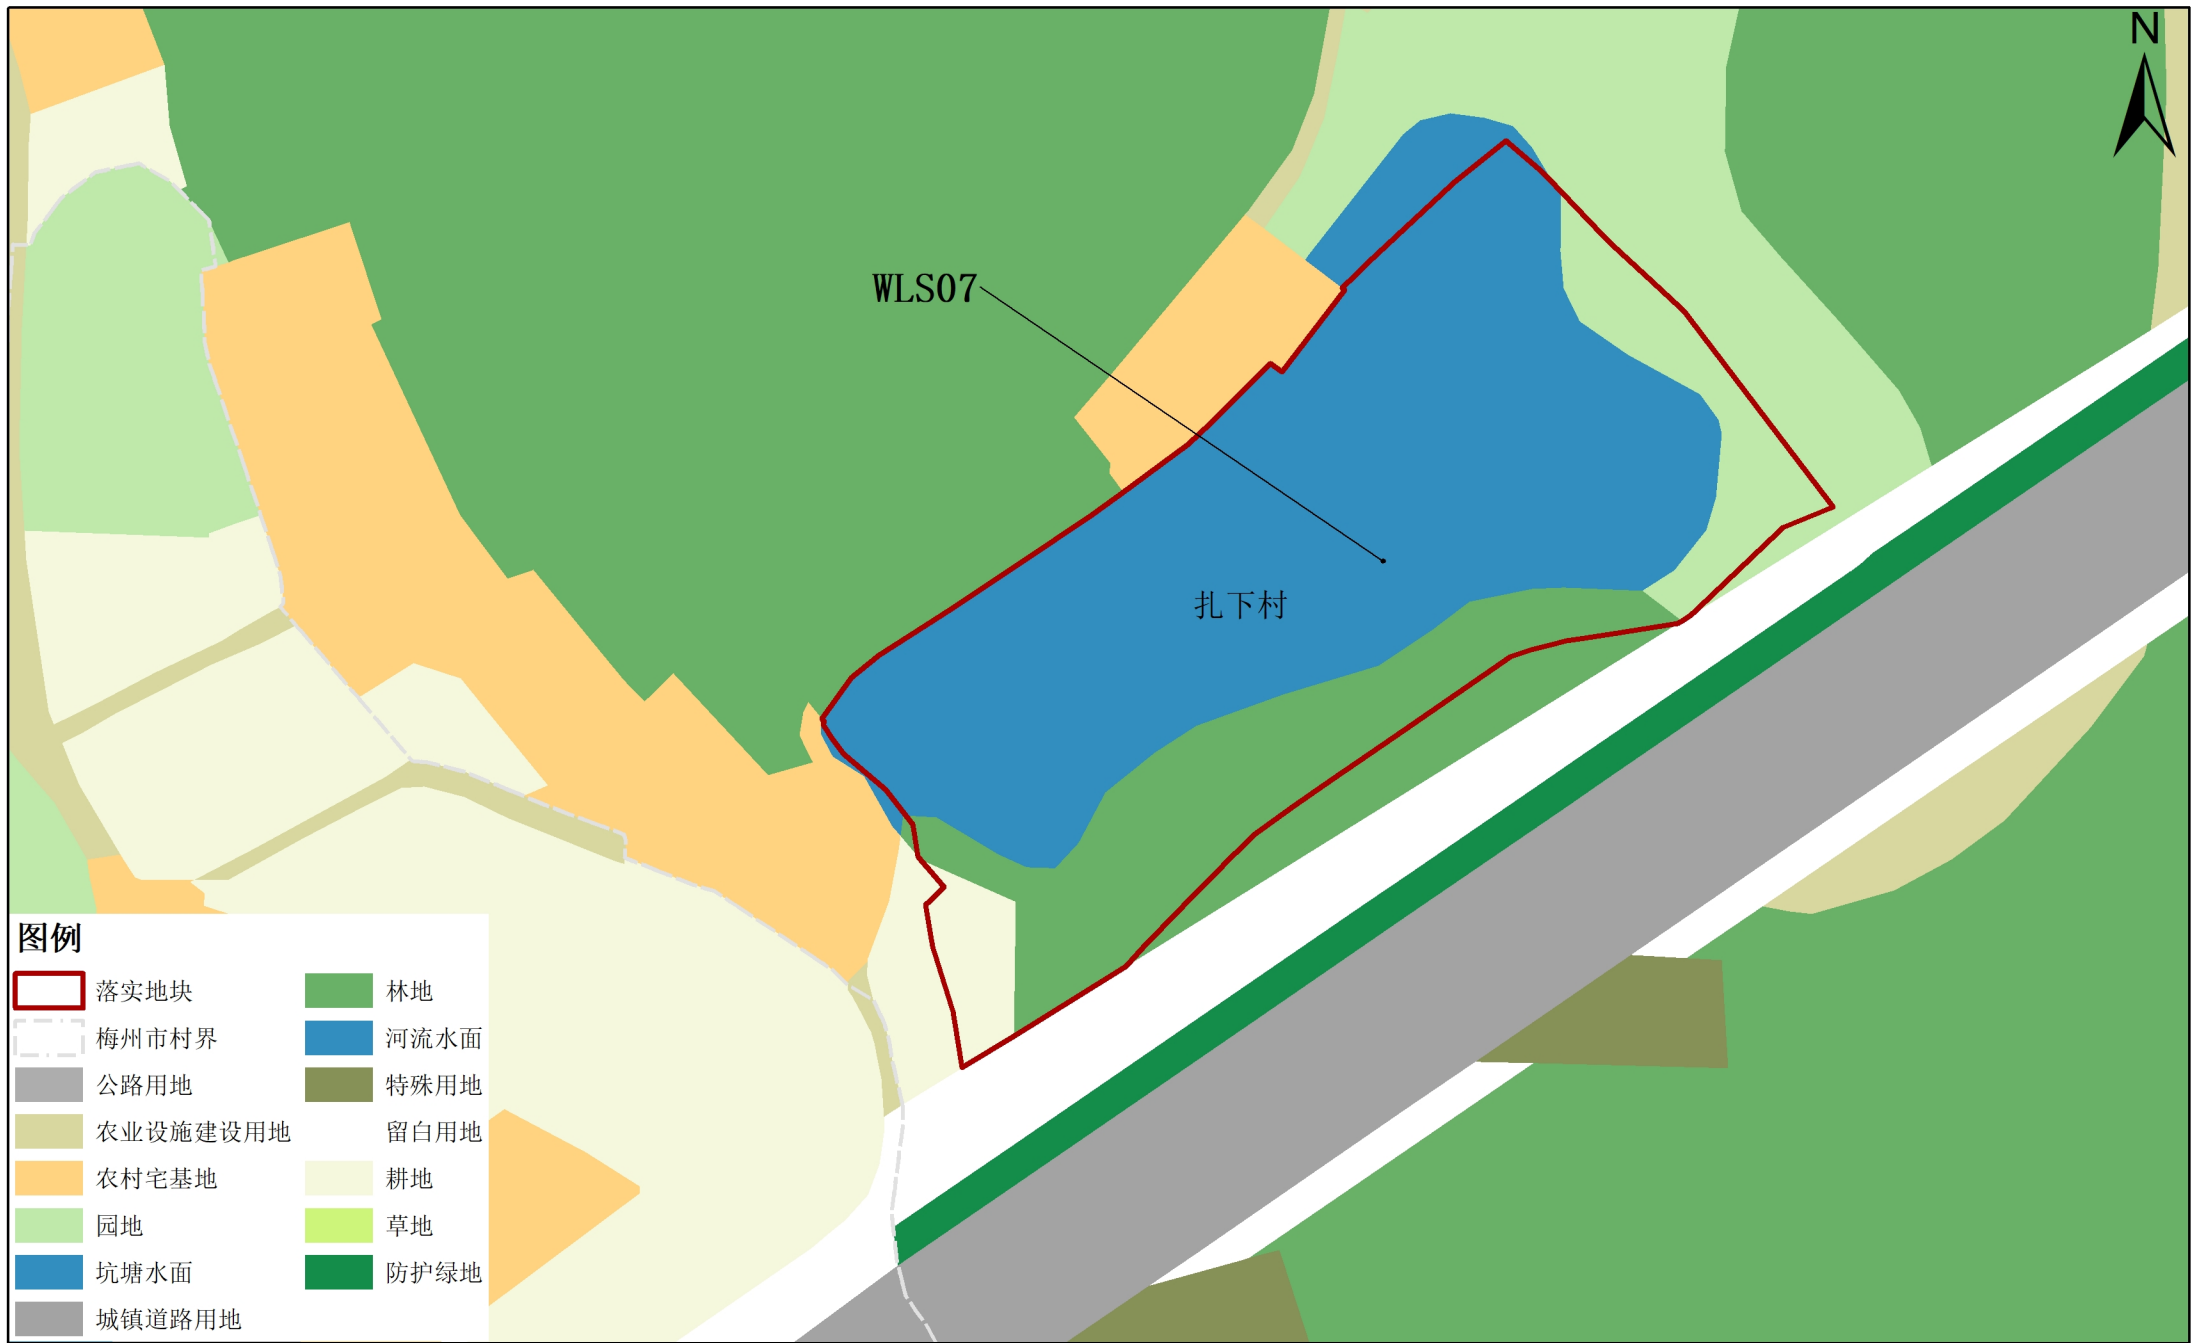 N
WLS07
扎下村
图例
落实地块
林地
梅州市村界
河流水面
公路用地
特殊用地
农业设施建设用地
留白用地
农村宅基地
耕地
园地
草地
坑塘水面
防护绿地
城镇道路用地